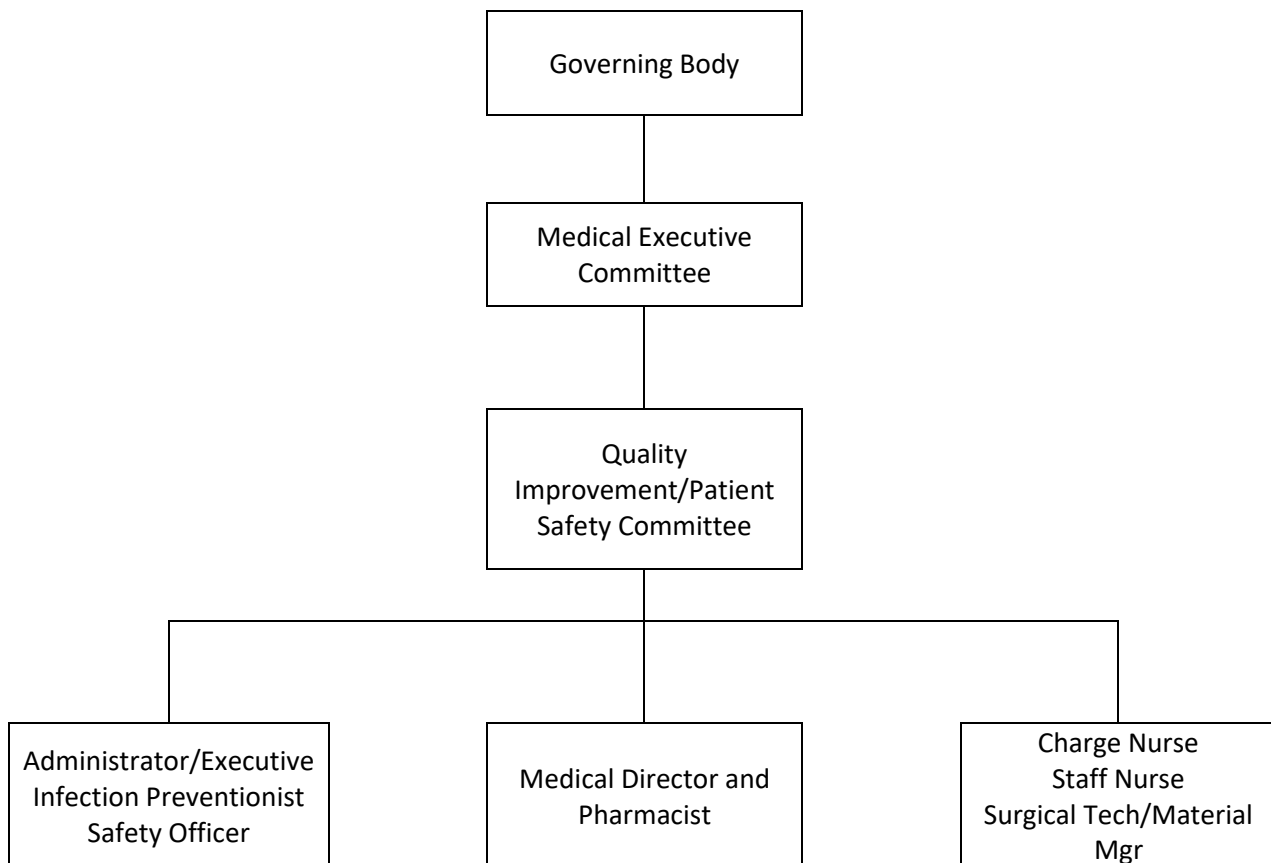 Governing Body
Medical Executive
Committee
Quality
Improvement/Patient
Safety Committee
Administrator/Executive
Infection Preventionist
Safety Officer
Medical Director and
Pharmacist
Charge Nurse
Staff Nurse
Surgical Tech/Material
Mgr